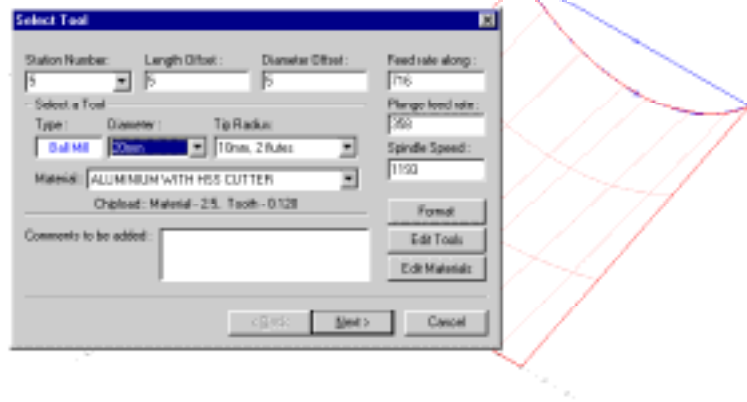 Select Tool
Station Number: Length Offset: Diameter Offset: Feed rate along:
5 5 5 716
Select a Tool
Type: Diameter: Tip Radius: Plunge feed rate:
358
Ball Mill 10mm, 2 flutes Spindle Speed:
Material: ALUMINIUM WITH HSS CUTTER 1193
Chipload: Material - 2.5, Tooth - 0.120
Format
Comments to be added: Edit Tools
Edit Materials
< Back Next > Cancel